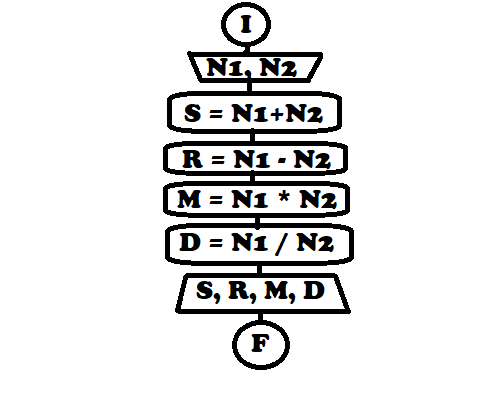 I
N1, N2
S = N1+N2
R = N1 - N2
M = N1 * N2
D = N1 / N2
S, R, M, D
F